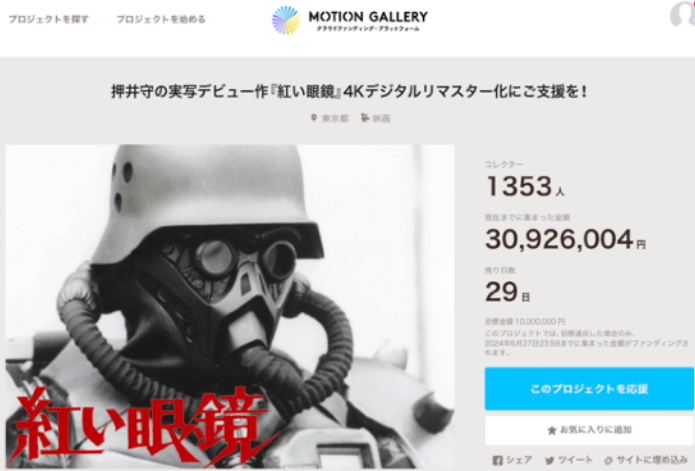 プロジェクトを探す プロジェクトを始める
MOTION GALLERY
クラウドファンディング・プラットフォーム
押井守の実写デビュー作『紅い眼鏡』4Kデジタルリマスター化にご支援を!
東京都 映画
コレクター
1353人
現在までに集まった金額
30,926,004円
残り日数
29日
目標金額 10,000,000 円
このプロジェクトでは、目標達成した場合のみ、
2024年6月27日23:59までに集まった金額がファンディングさ
れます。
このプロジェクトを応援
お気に入りに追加
シェア ツイート サイトに埋め込み
紅い眼鏡